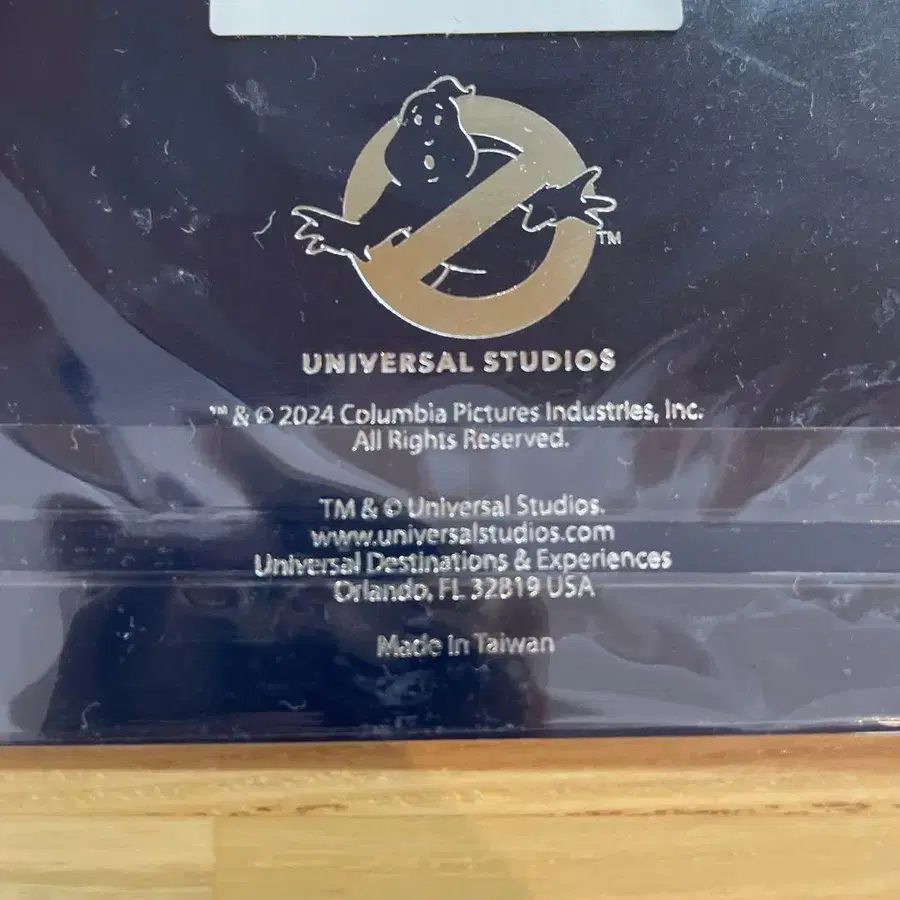 TM
UNIVERSAL STUDIOS
™ & © 2024 Columbia Pictures Industries, Inc.
All Rights Reserved.
TM & © Universal Studios.
www.universalstudios.com
Universal Destinations & Experiences
Orlando, FL 32819 USA
Made in Taiwan